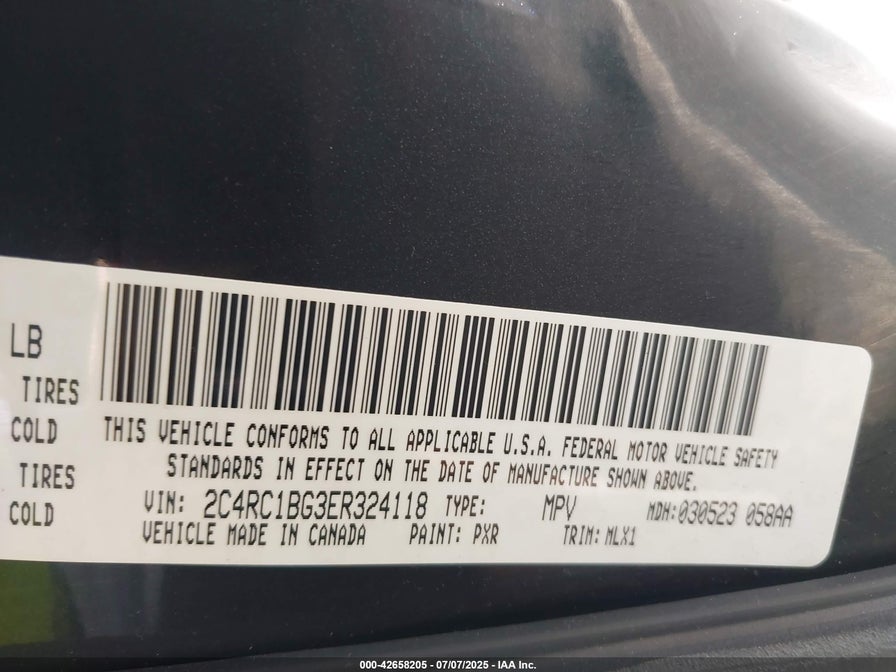 LB
TIRES
COLD
TIRES
COLD
THIS VEHICLE CONFORMS TO ALL APPLICABLE U.S.A. FEDERAL MOTOR VEHICLE SAFETY
STANDARDS IN EFFECT ON THE DATE OF MANUFACTURE SHOWN ABOVE.
VIN: 2C4RC1BG3ER324118 TYPE: MPV MDH:030523 058AA
VEHICLE MADE IN CANADA PAINT: PXR TRIM: MLX1
000-42658205 - 07/07/2025 - IAA Inc.